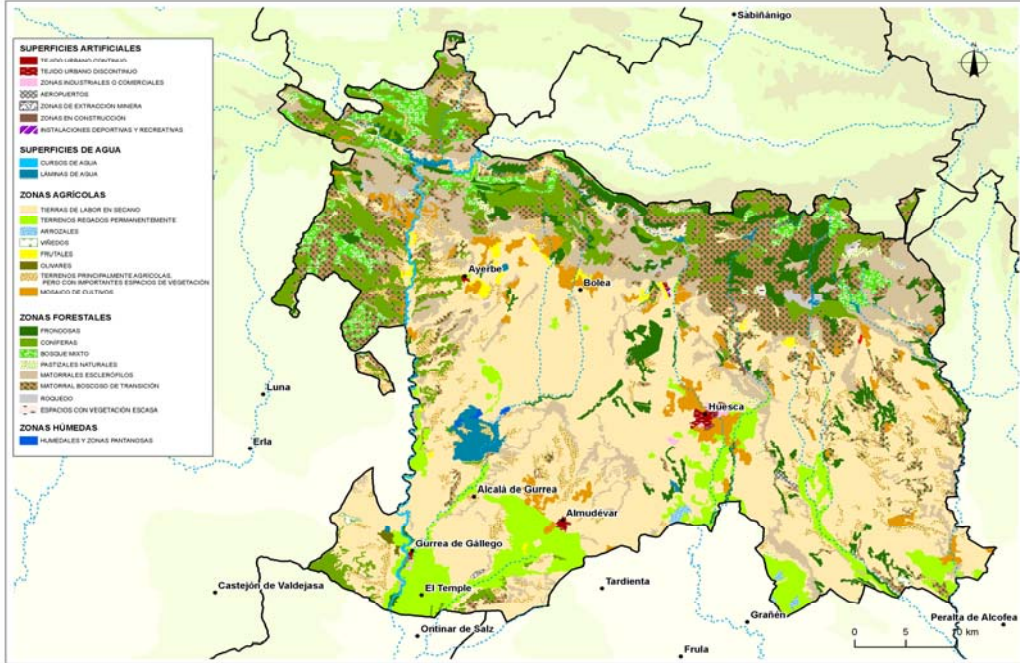 SUPERFICIES ARTIFICIALES
TEJIDO URBANO CONTINUO
TEJIDO URBANO DISCONTINUO
ZONAS INDUSTRIALES O COMERCIALES
AEROPUERTOS
ZONAS DE EXTRACCIÓN MINERA
ZONAS EN CONSTRUCCIÓN
INSTALACIONES DEPORTIVAS Y RECREATIVAS
SUPERFICIES DE AGUA
CURSOS DE AGUA
LÁMINAS DE AGUA
ZONAS AGRÍCOLAS
TIERRAS DE LABOR EN SECANO
TERRENOS REGADOS PERMANENTEMENTE
ARROZALES
VIÑEDOS
FRUTALES
OLIVARES
TERRENOS PRINCIPALMENTE AGRÍCOLAS,
PERO CON IMPORTANTES ESPACIOS DE VEGETACIÓN
MOSAICO DE CULTIVOS
ZONAS FORESTALES
FRONDOSAS
CONÍFERAS
BOSQUE MIXTO
PASTIZALES NATURALES
MATORRALES ESCLERÓFILOS
MATORRAL BOSCOSO DE TRANSICIÓN
ROQUEDO
ESPACIOS CON VEGETACIÓN ESCASA
ZONAS HÚMEDAS
HUMEDALES Y ZONAS PANTANOSAS
Sabiñánigo
N
Ayerbe
Bolea
Luna
Huesca
Erla
Alcalá de Gurrea
Almudévar
Gurrea de Gállego
Castejón de Valdejasa
El Temple
Tardienta
Grañén
Peralta de Alcofea
Ontinar de Salz
Frula
0 5 10 km